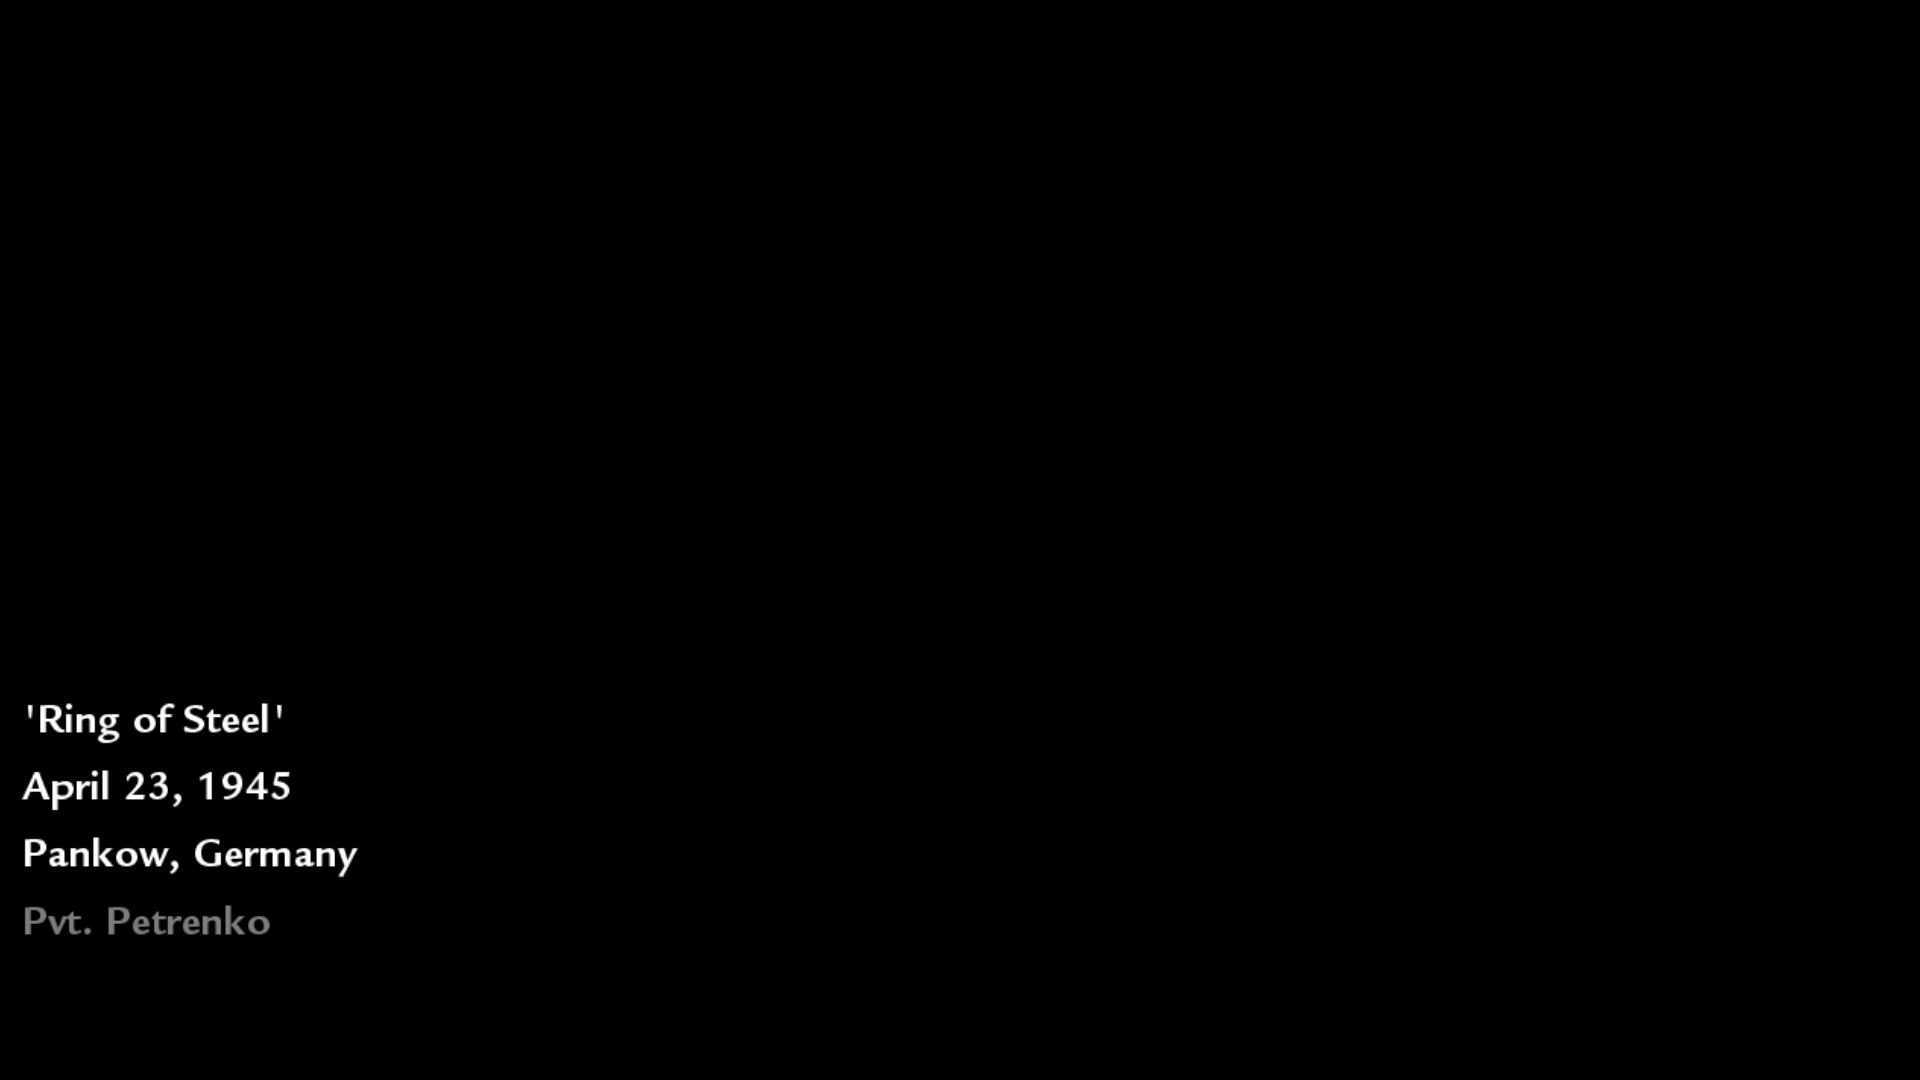 'Ring of Steel'
April 23, 1945
Pankow, Germany
Pvt. Petrenko